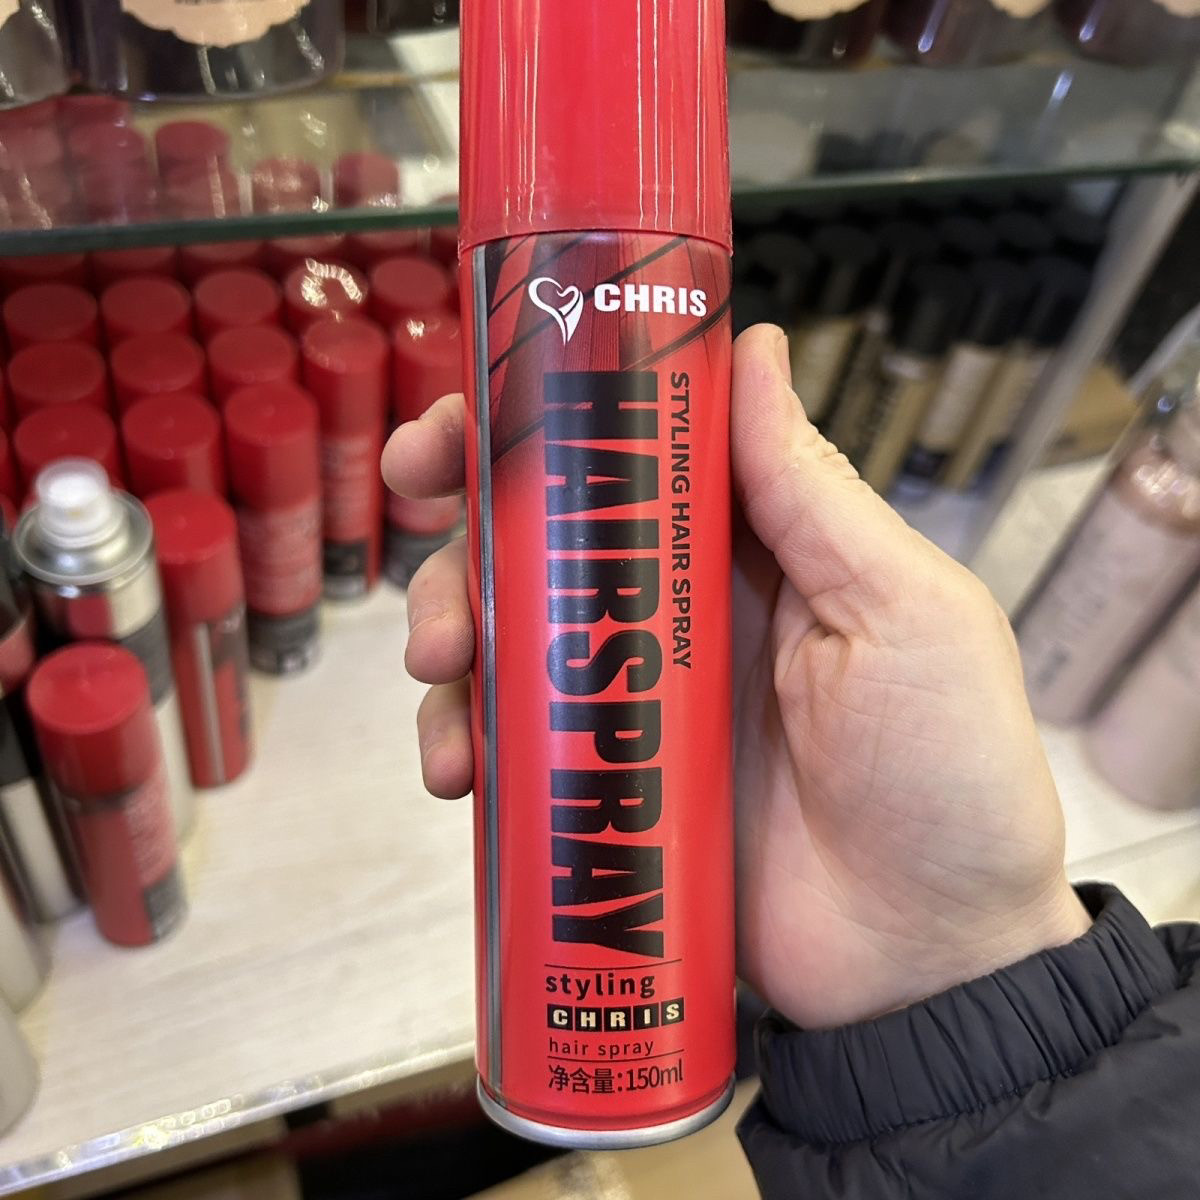 CHRIS
STYLING HAIR SPRAY
HAIRSPRAY
styling
CHRIS
hair spray
净含量:150ml